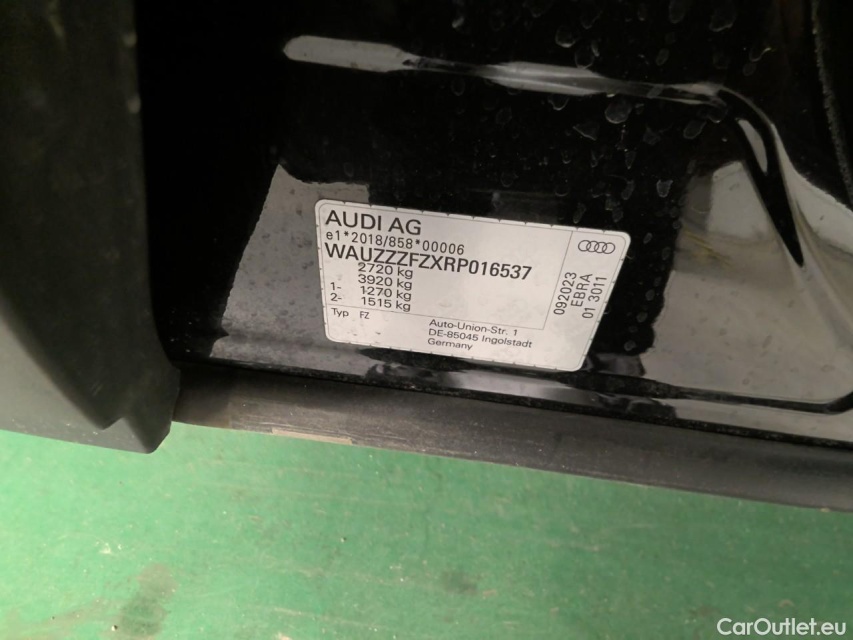 AUDI AG
e1*2018/858*00006
WAUZZZFZXRP016537
2720 kg
1- 3920 kg
1- 1270 kg
2- 1515 kg
Typ FZ
Auto-Union-Str. 1
DE-85045 Ingolstadt
Germany
092023
EBRA
01 3011
CarOutlet.eu